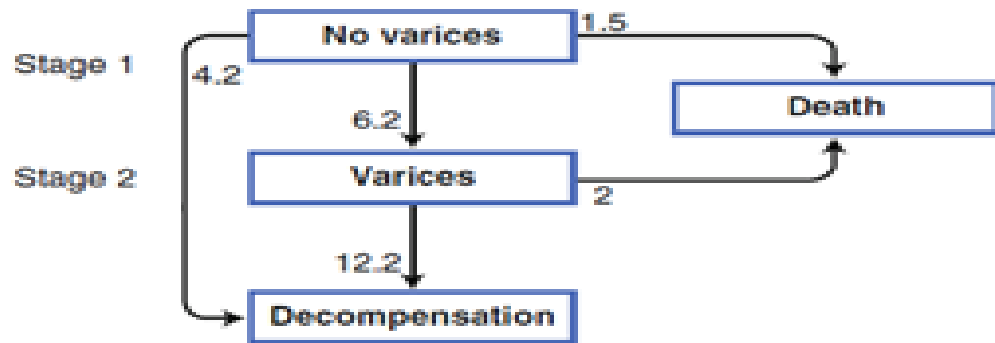 No varices
1.5
Stage 1
4.2
Death
6.2
Stage 2
Varices
2
12.2
Decompensation